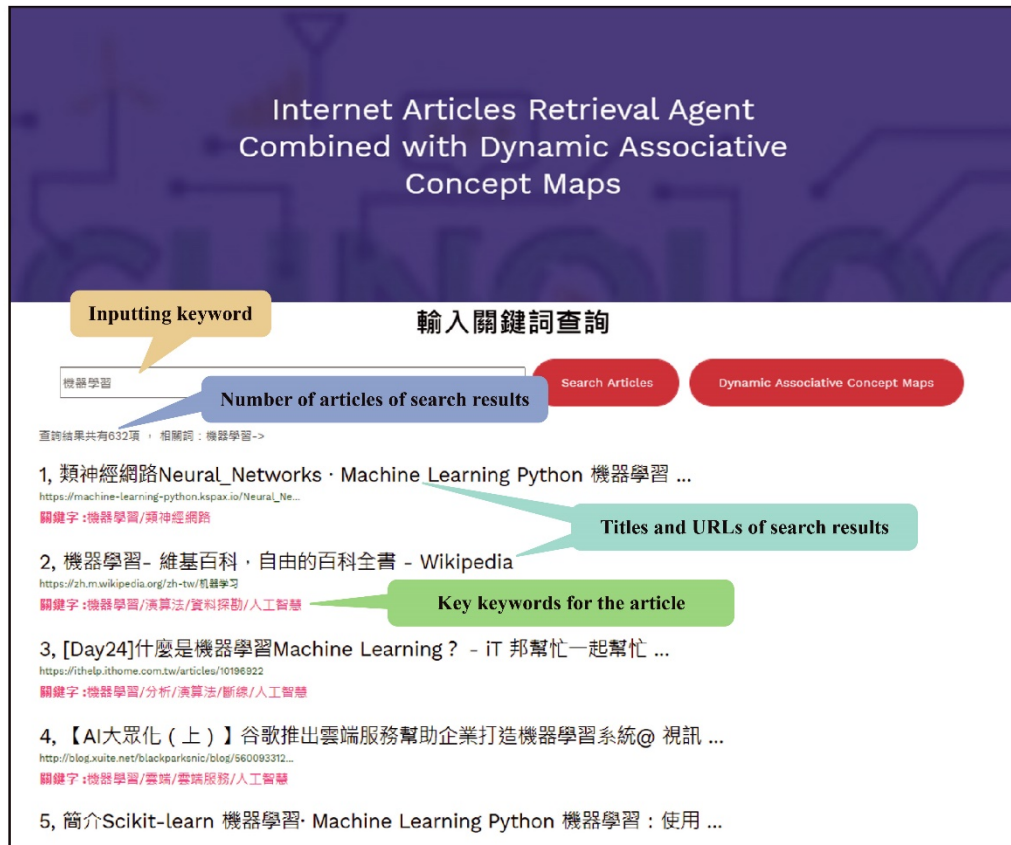 Internet Articles Retrieval Agent
Combined with Dynamic Associative
Concept Maps
Inputting keyword
輸入關鍵詞查詢
機器學習
Search Articles
Dynamic Associative Concept Maps
Number of articles of search results
查詢結果共有632項 , 相關詞 : 機器學習->
1, 類神經網路Neural_Networks · Machine Learning Python 機器學習 ...
https://machine-learning-python.kspax.io/Neural_Ne...
關鍵字 :機器學習/類神經網路
Titles and URLs of search results
2, 機器學習- 維基百科，自由的百科全書 - Wikipedia
https://zh.m.wikipedia.org/zh-tw/机器学习
關鍵字 :機器學習/演算法/資料探勘/人工智慧
Key keywords for the article
3, [Day24]什麼是機器學習Machine Learning？ - iT 邦幫忙一起幫忙 ...
https://ithelp.ithome.com.tw/articles/10196922
關鍵字 :機器學習/分析/演算法/斷線/人工智慧
4, 【AI大眾化（上）】谷歌推出雲端服務幫助企業打造機器學習系統@ 視訊 ...
http://blog.xuite.net/blackparksnic/blog/560093312...
關鍵字 :機器學習/雲端/雲端服務/人工智慧
5, 簡介Scikit-learn 機器學習· Machine Learning Python 機器學習：使用 ...